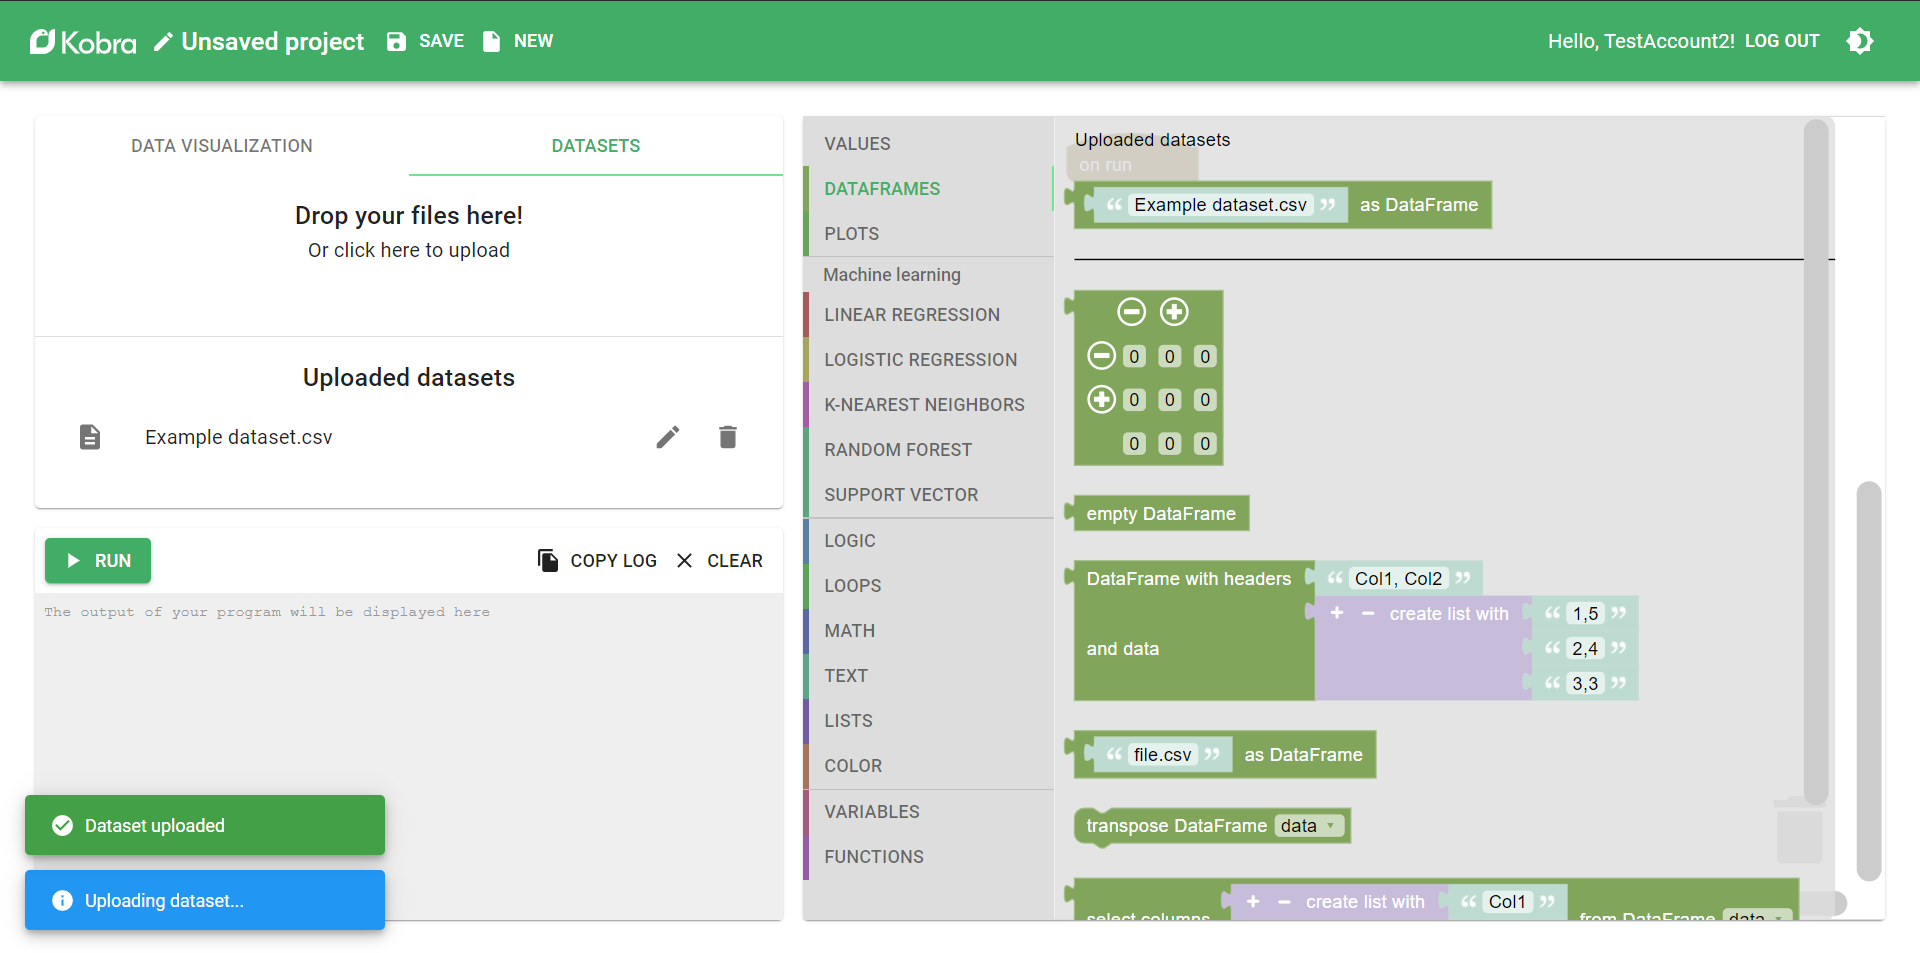 Kobra Unsaved project SAVE NEW Hello, TestAccount2! LOG OUT
DATA VISUALIZATION DATASETS
Drop your files here!
Or click here to upload
Uploaded datasets
Example dataset.csv
RUN COPY LOG CLEAR
The output of your program will be displayed here
Dataset uploaded
Uploading dataset...
VALUES
DATAFRAMES
PLOTS
Machine learning
LINEAR REGRESSION
LOGISTIC REGRESSION
K-NEAREST NEIGHBORS
RANDOM FOREST
SUPPORT VECTOR
LOGIC
LOOPS
MATH
TEXT
LISTS
COLOR
VARIABLES
FUNCTIONS
Uploaded datasets
on run
“ Example dataset.csv ” as DataFrame
0 0 0
0 0 0
0 0 0
empty DataFrame
DataFrame with headers “ Col1, Col2 ”
+ − create list with “ 1,5 ”
and data “ 2,4 ”
“ 3,3 ”
“ file.csv ” as DataFrame
transpose DataFrame data
+ − create list with “ Col1 ”
select columns from DataFrame data